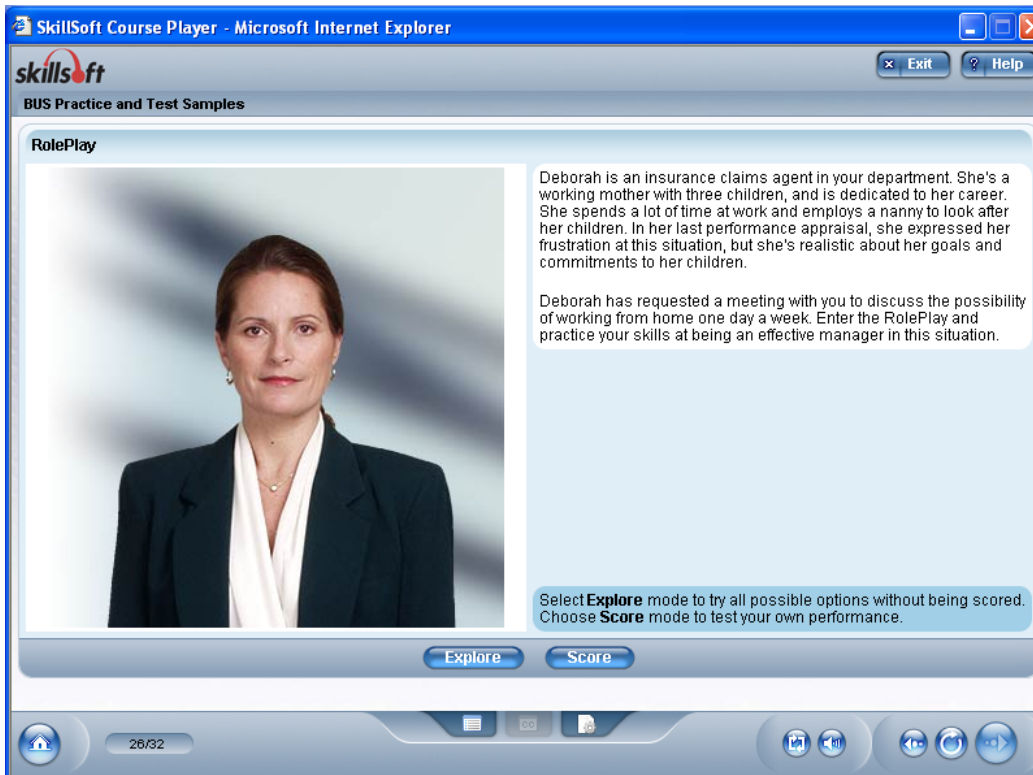 SkillSoft Course Player - Microsoft Internet Explorer
skillsoft
Exit
Help
BUS Practice and Test Samples
RolePlay
Deborah is an insurance claims agent in your department. She's a
working mother with three children, and is dedicated to her career.
She spends a lot of time at work and employs a nanny to look after
her children. In her last performance appraisal, she expressed her
frustration at this situation, but she's realistic about her goals and
commitments to her children.
Deborah has requested a meeting with you to discuss the possibility
of working from home one day a week. Enter the RolePlay and
practice your skills at being an effective manager in this situation.
Select Explore mode to try all possible options without being scored.
Choose Score mode to test your own performance.
Explore
Score
CC
26/32